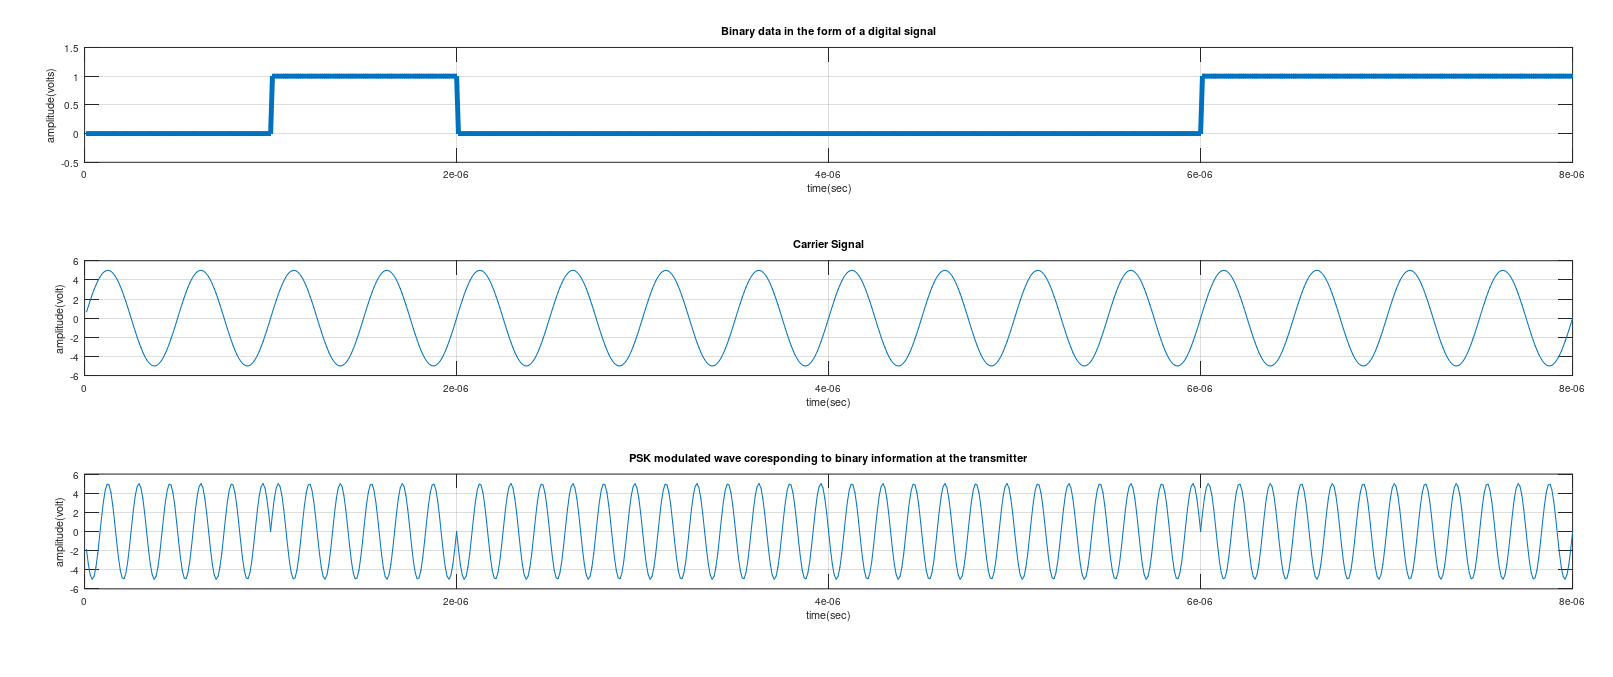 Binary data in the form of a digital signal
amplitude(volts)
1.5
1
0.5
0
-0.5
0 2e-06 4e-06 6e-06 8e-06
time(sec)
Carrier Signal
amplitude(volt)
6
4
2
0
-2
-4
-6
0 2e-06 4e-06 6e-06 8e-06
time(sec)
PSK modulated wave coresponding to binary information at the transmitter
amplitude(volt)
6
4
2
0
-2
-4
-6
0 2e-06 4e-06 6e-06 8e-06
time(sec)